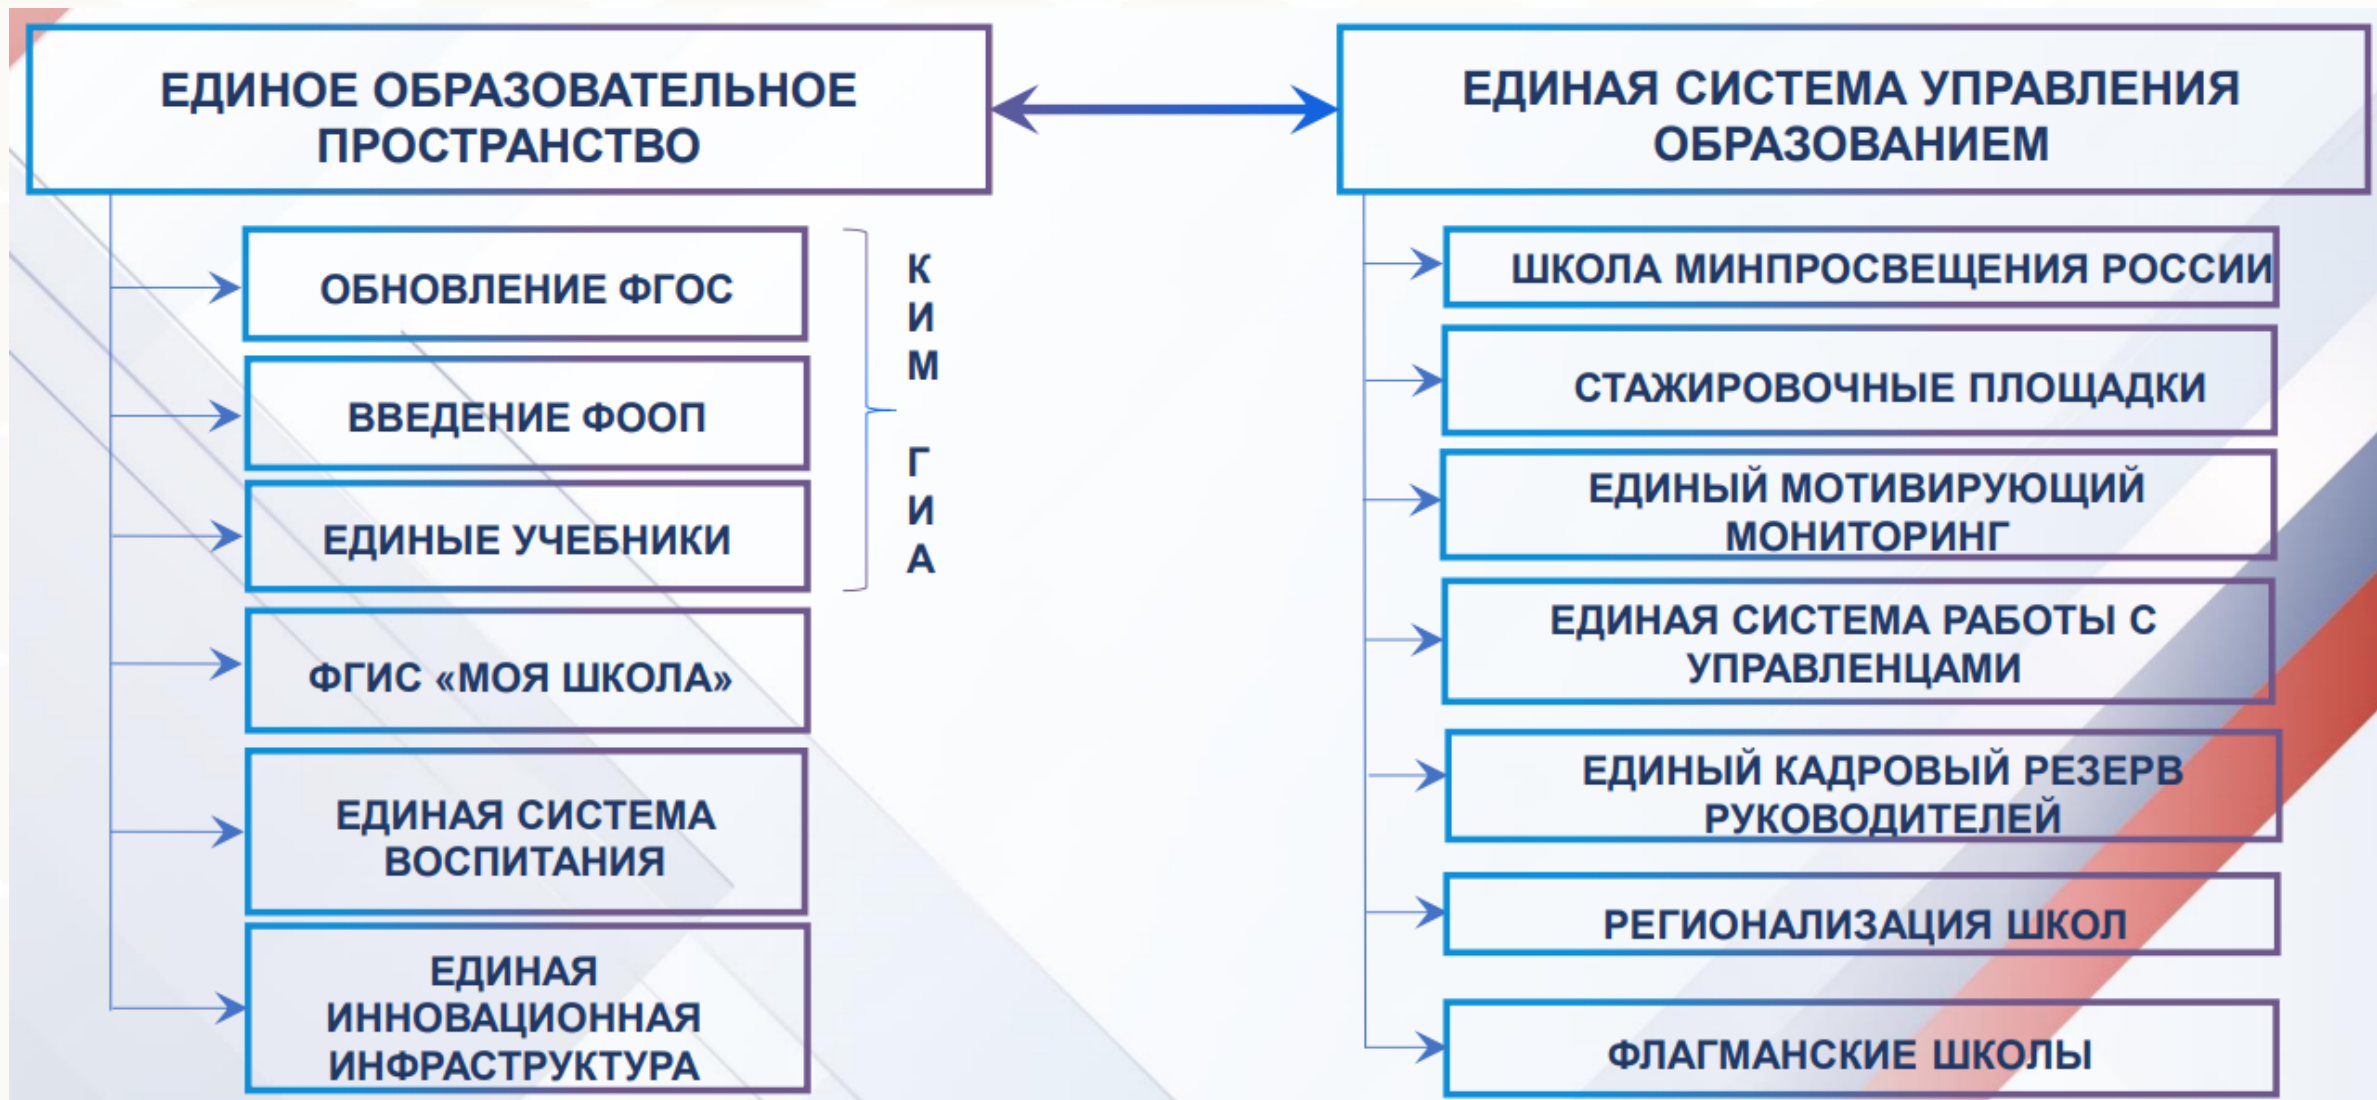 ЕДИНОЕ ОБРАЗОВАТЕЛЬНОЕ
ПРОСТРАНСТВО
ОБНОВЛЕНИЕ ФГОС
ВВЕДЕНИЕ ФООП
ЕДИНЫЕ УЧЕБНИКИ
К
И
М
Г
И
А
ФГИС «МОЯ ШКОЛА»
ЕДИНАЯ СИСТЕМА
ВОСПИТАНИЯ
ЕДИНАЯ
ИННОВАЦИОННАЯ
ИНФРАСТРУКТУРА
ЕДИНАЯ СИСТЕМА УПРАВЛЕНИЯ
ОБРАЗОВАНИЕМ
ШКОЛА МИНПРОСВЕЩЕНИЯ РОССИИ
СТАЖИРОВОЧНЫЕ ПЛОЩАДКИ
ЕДИНЫЙ МОТИВИРУЮЩИЙ
МОНИТОРИНГ
ЕДИНАЯ СИСТЕМА РАБОТЫ С
УПРАВЛЕНЦАМИ
ЕДИНЫЙ КАДРОВЫЙ РЕЗЕРВ
РУКОВОДИТЕЛЕЙ
РЕГИОНАЛИЗАЦИЯ ШКОЛ
ФЛАГМАНСКИЕ ШКОЛЫ